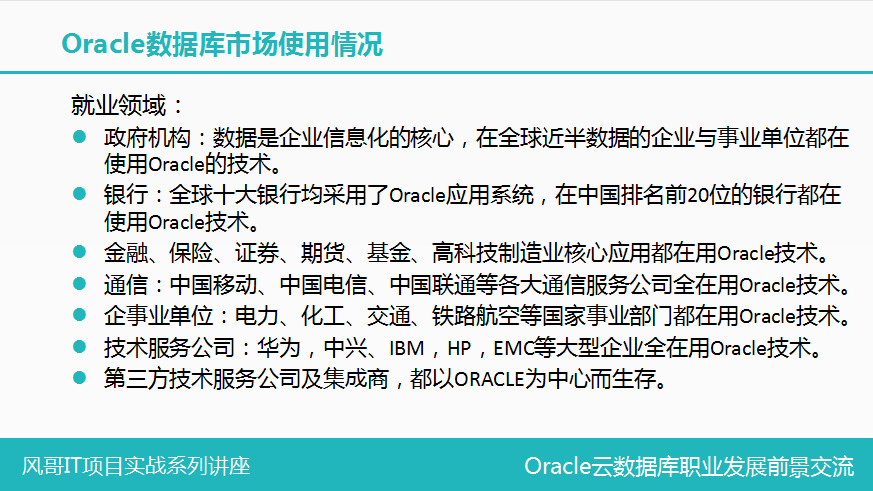 Oracle数据库市场使用情况
就业领域：
政府机构：数据是企业信息化的核心，在全球近半数据的企业与事业单位都在
使用Oracle的技术。
银行：全球十大银行均采用了Oracle应用系统，在中国排名前20位的银行都在
使用Oracle技术。
金融、保险、证券、期货、基金、高科技制造业核心应用都在用Oracle技术。
通信：中国移动、中国电信、中国联通等各大通信服务公司全在用Oracle技术。
企事业单位：电力、化工、交通、铁路航空等国家事业部门都在用Oracle技术。
技术服务公司：华为，中兴、IBM，HP，EMC等大型企业全在用Oracle技术。
第三方技术服务公司及集成商，都以ORACLE为中心而生存。
风哥IT项目实战系列讲座
Oracle云数据库职业发展前景交流